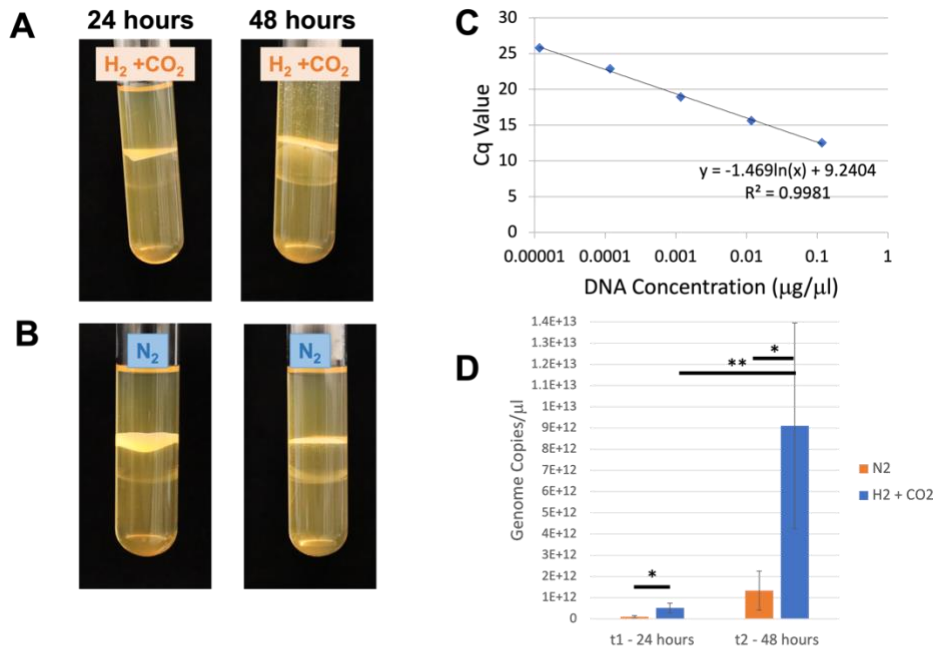 A
24 hours
48 hours
H₂ +CO₂
H₂ +CO₂
B
N₂
N₂
C
30
25
20
15
10
5
0
Cq Value
y = -1.469ln(x) + 9.2404
R² = 0.9981
0.00001 0.0001 0.001 0.01 0.1 1
DNA Concentration (µg/µl)
D
1.4E+13
1.3E+13
1.2E+13
1.1E+13
1E+13
9E+12
8E+12
7E+12
6E+12
5E+12
4E+12
3E+12
2E+12
1E+12
0
Genome Copies/µl
*
**
*
t1 - 24 hours t2 - 48 hours
N2
H2 + CO2